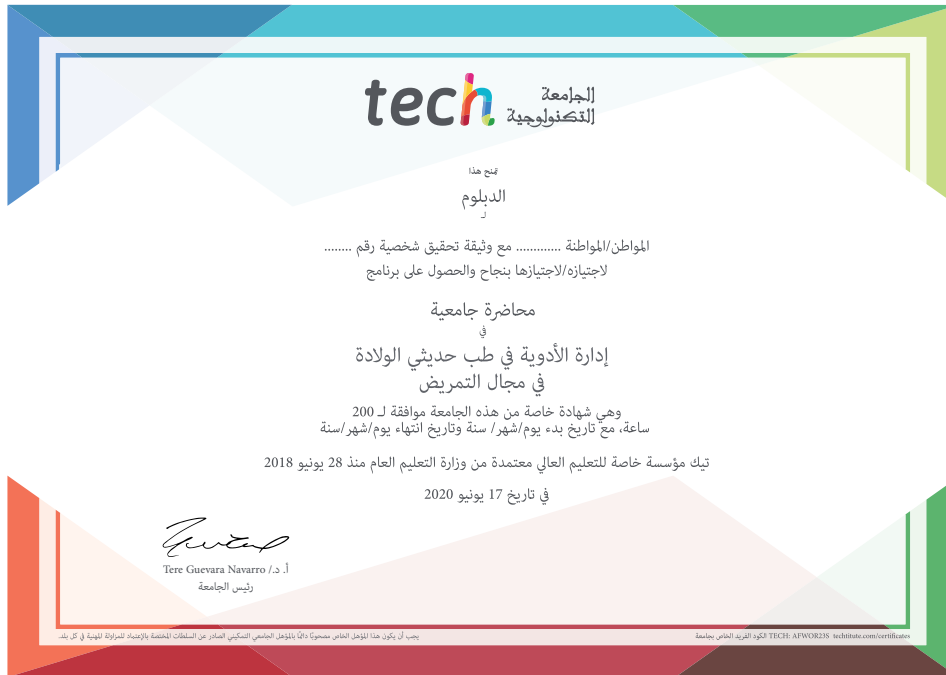 tech الجامعة
التكنولوجية
تمنح هذا
الدبلوم
لـ
المواطن/المواطنة ............. مع وثيقة تحقيق شخصية رقم ........
لاجتيازه/لاجتيازها بنجاح والحصول على برنامج
محاضرة جامعية
في
إدارة الأدوية في طب حديثي الولادة
في مجال التمريض
وهي شهادة خاصة من هذه الجامعة موافقة لـ 200
ساعة، مع تاريخ بدء يوم/شهر/ سنة وتاريخ انتهاء يوم/شهر/سنة
تيك مؤسسة خاصة للتعليم العالي معتمدة من وزارة التعليم العام منذ 28 يونيو 2018
في تاريخ 17 يونيو 2020
أ. د./ Tere Guevara Navarro
رئيس الجامعة
يجب أن يكون هذا المؤهل الخاص مصحوبًا دائمًا بالمؤهل الجامعي التمكيني الصادر عن السلطات المختصة بالإعتماد للمزاولة المهنية في كل بلد.
الكود الفريد الخاص بجامعة TECH: AFWOR23S techtitute.com/certificates